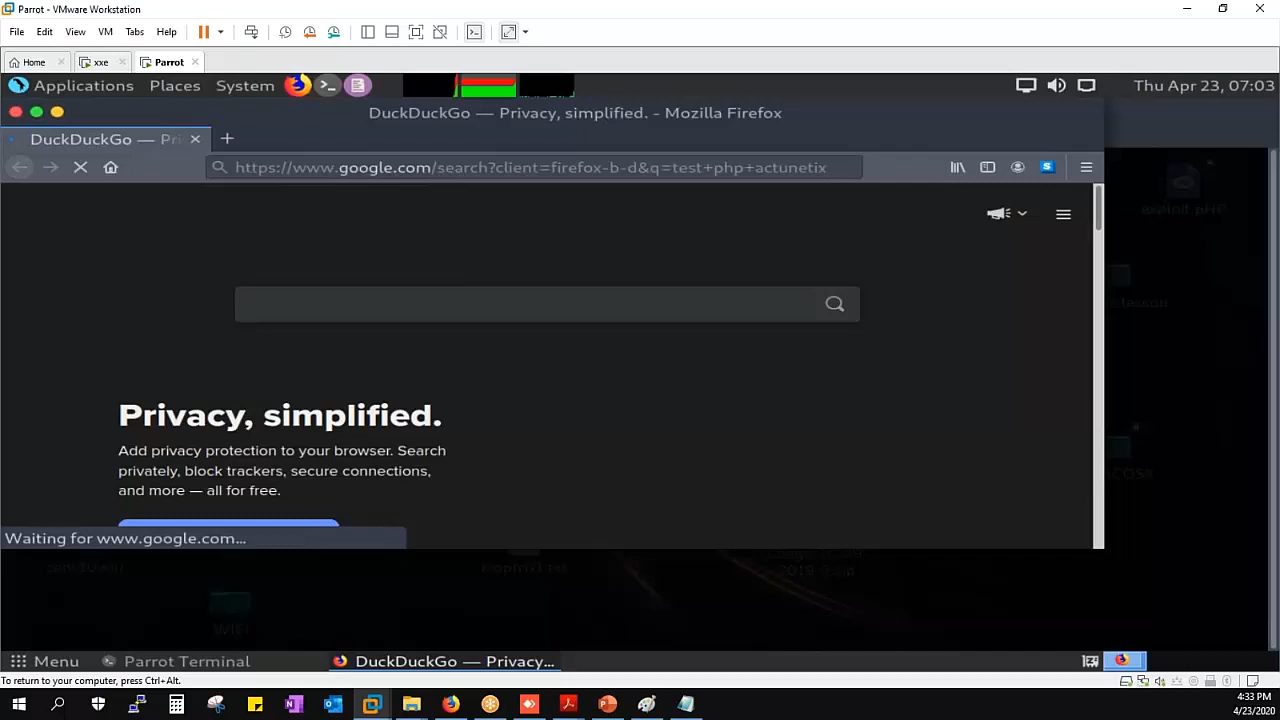 Parrot - VMware Workstation
File Edit View VM Tabs Help
Home xxe Parrot
Applications Places System Thu Apr 23, 07:03
DuckDuckGo — Privacy, simplified. - Mozilla Firefox
DuckDuckGo — Pri
https://www.google.com/search?client=firefox-b-d&q=test+php+actunetix
Privacy, simplified.
Add privacy protection to your browser. Search
privately, block trackers, secure connections,
and more — all for free.
Waiting for www.google.com...
WIFI
Menu Parrot Terminal DuckDuckGo — Privacy...
To return to your computer, press Ctrl+Alt.
4:33 PM
4/23/2020